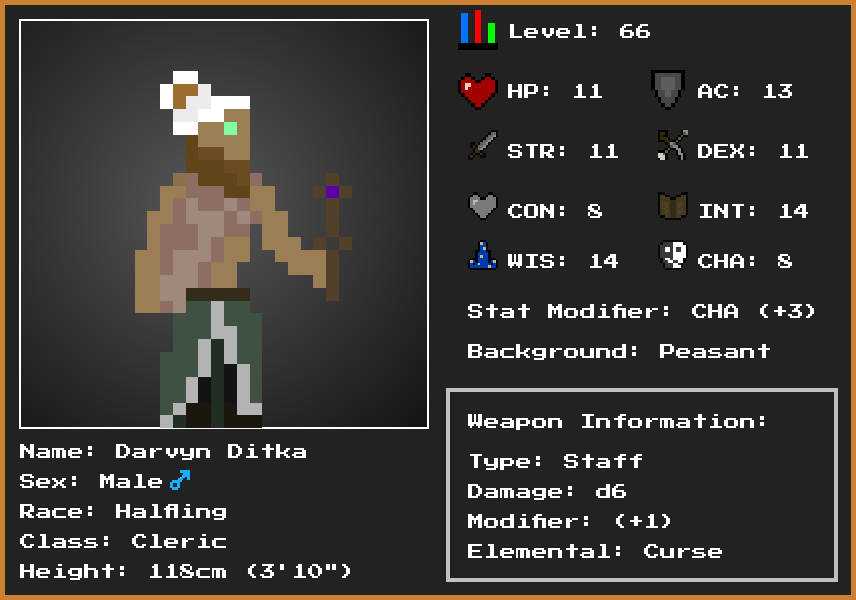 Level: 66
HP: 11 AC: 13
STR: 11 DEX: 11
CON: 8 INT: 14
WIS: 14 CHA: 8
Stat Modifier: CHA (+3)
Background: Peasant
Weapon Information:
Type: Staff
Damage: d6
Modifier: (+1)
Elemental: Curse
Name: Darvyn Ditka
Sex: Male ♂
Race: Halfling
Class: Cleric
Height: 118cm (3'10")